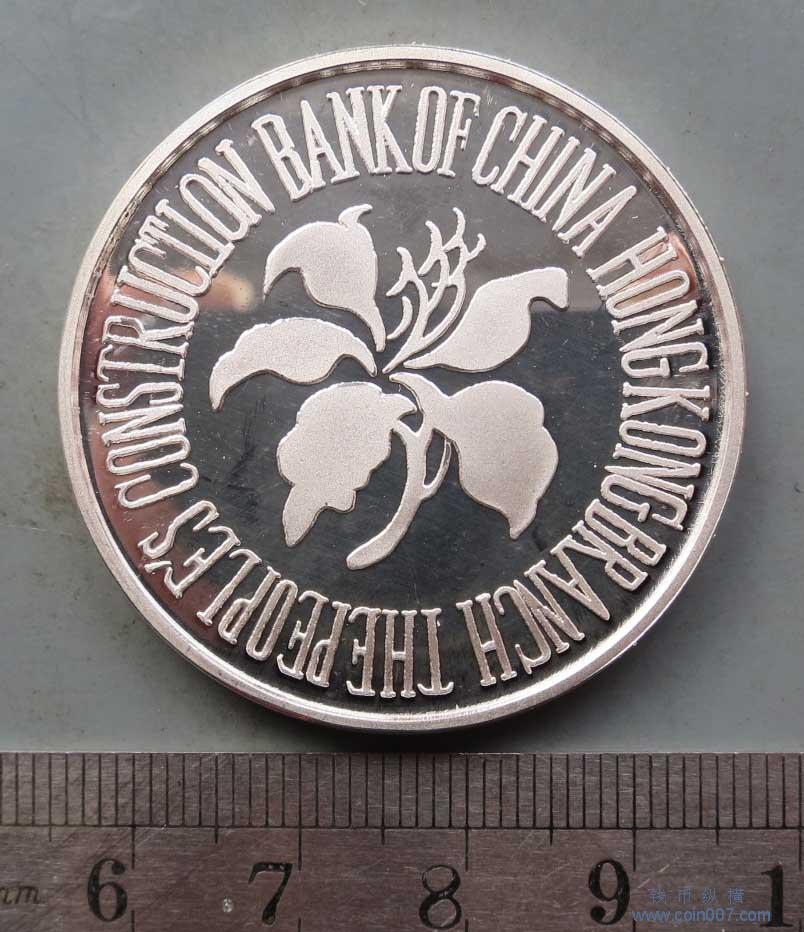 THE PEOPLE'S CONSTRUCTION BANK OF CHINA HONG KONG BRANCH
mm 6 7 8 9 1
钱币纵横
www.coin007.com